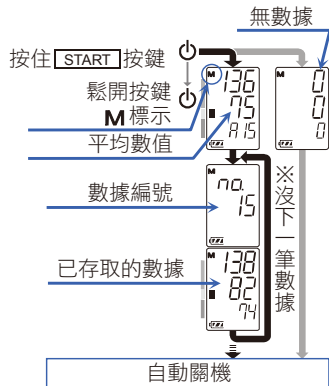 無數據
按住 START 按鍵
鬆開按鍵
M標示
平均數值
M
136
75
A 15
M
0
0
0
數據編號
M
no.
15
※沒下一筆數據
已存取的數據
M
138
82
74
自動關機